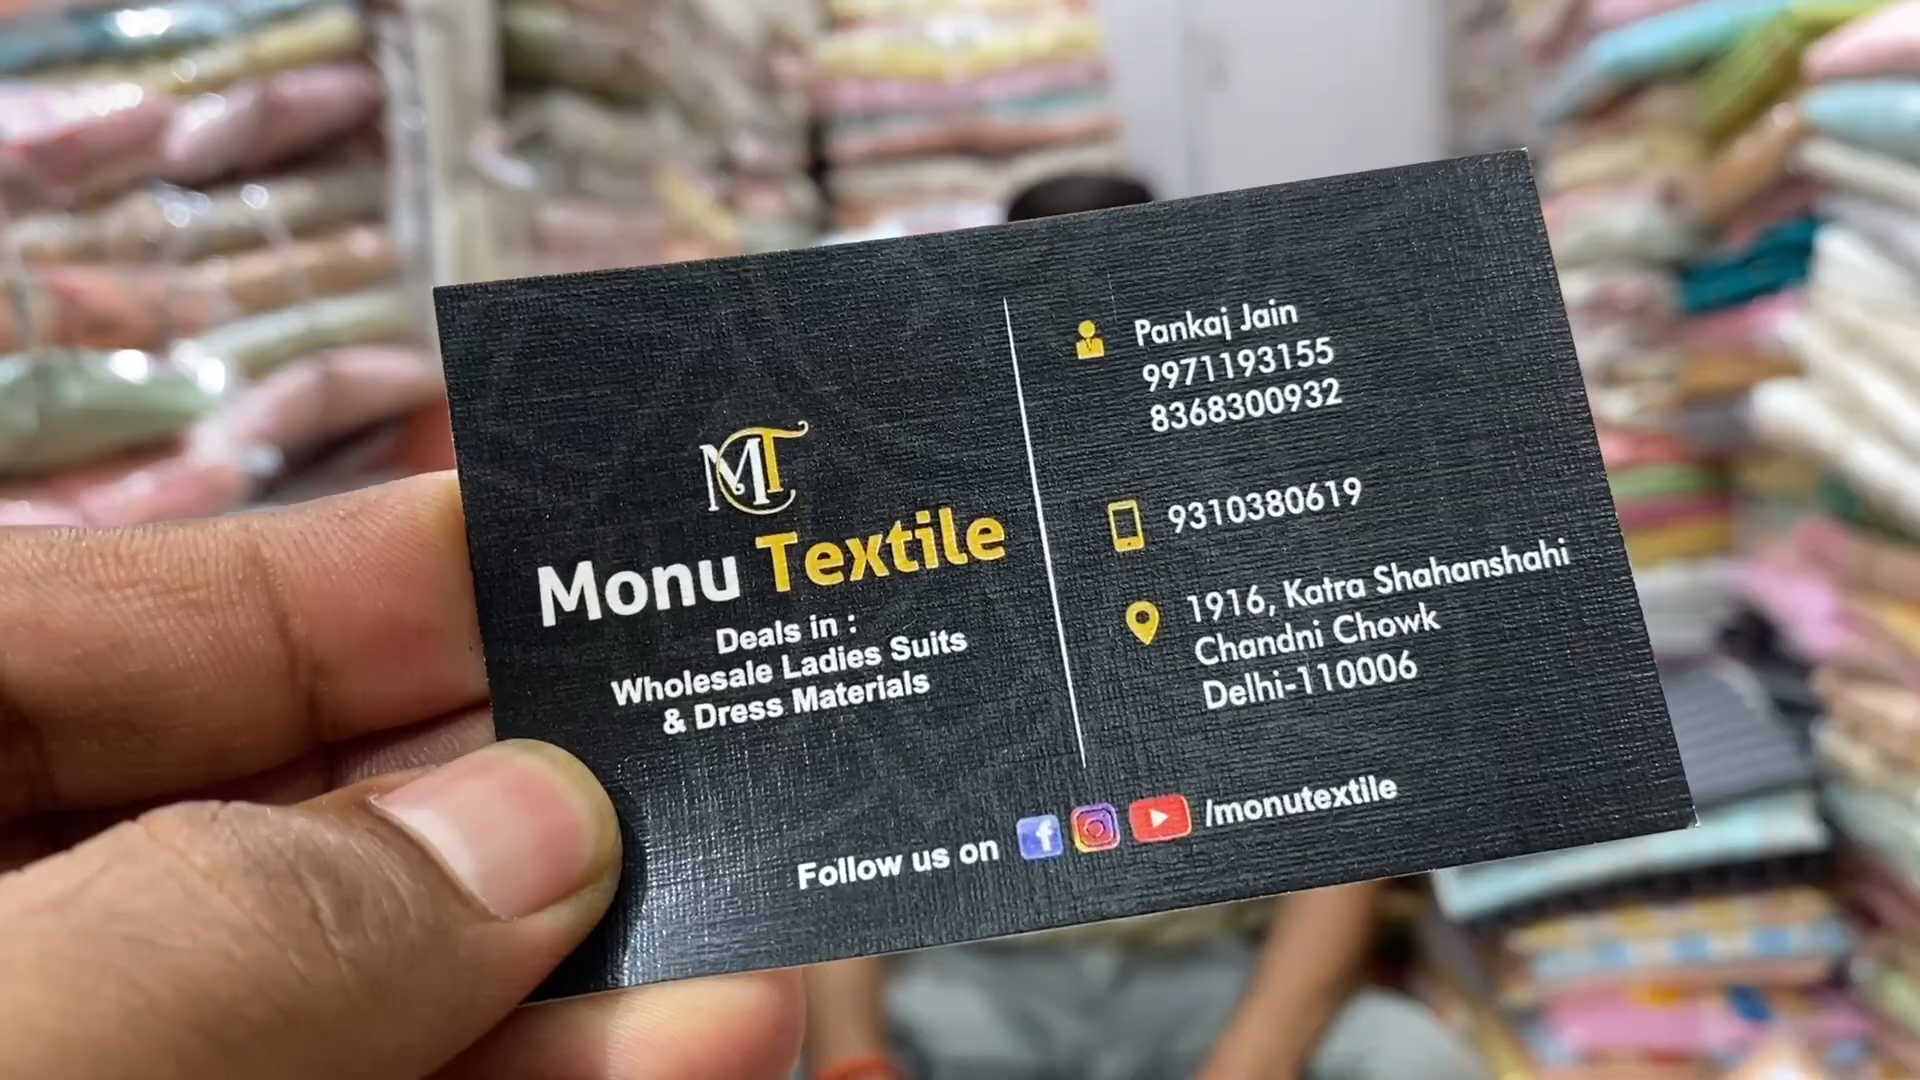 MT
Monu Textile
Deals in :
Wholesale Ladies Suits
& Dress Materials
Pankaj Jain
9971193155
8368300932
9310380619
1916, Katra Shahanshahi
Chandni Chowk
Delhi-110006
Follow us on f /monutextile